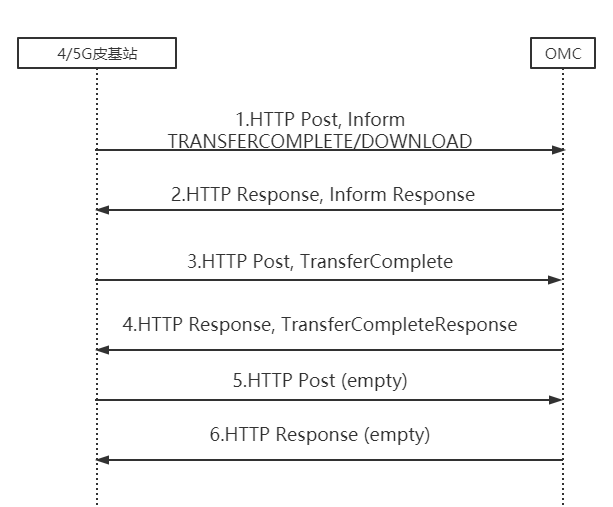 4/5G皮基站
OMC
1.HTTP Post, Inform
TRANSFERCOMPLETE/DOWNLOAD
2.HTTP Response, Inform Response
3.HTTP Post, TransferComplete
4.HTTP Response, TransferCompleteResponse
5.HTTP Post (empty)
6.HTTP Response (empty)